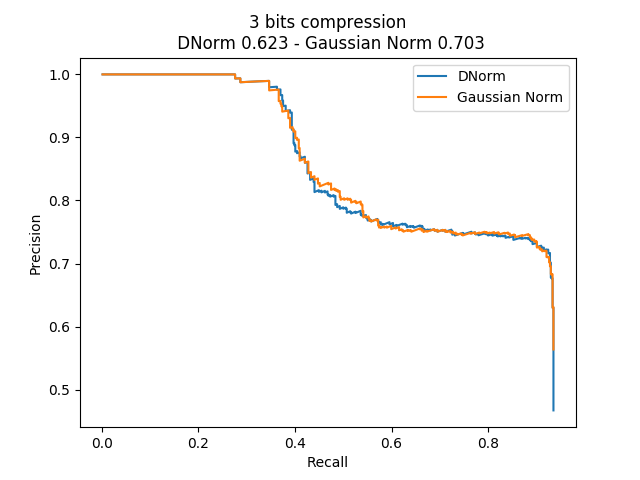 3 bits compression
DNorm 0.623 - Gaussian Norm 0.703
DNorm
Gaussian Norm
Precision
1.0
0.9
0.8
0.7
0.6
0.5
0.0 0.2 0.4 0.6 0.8
Recall